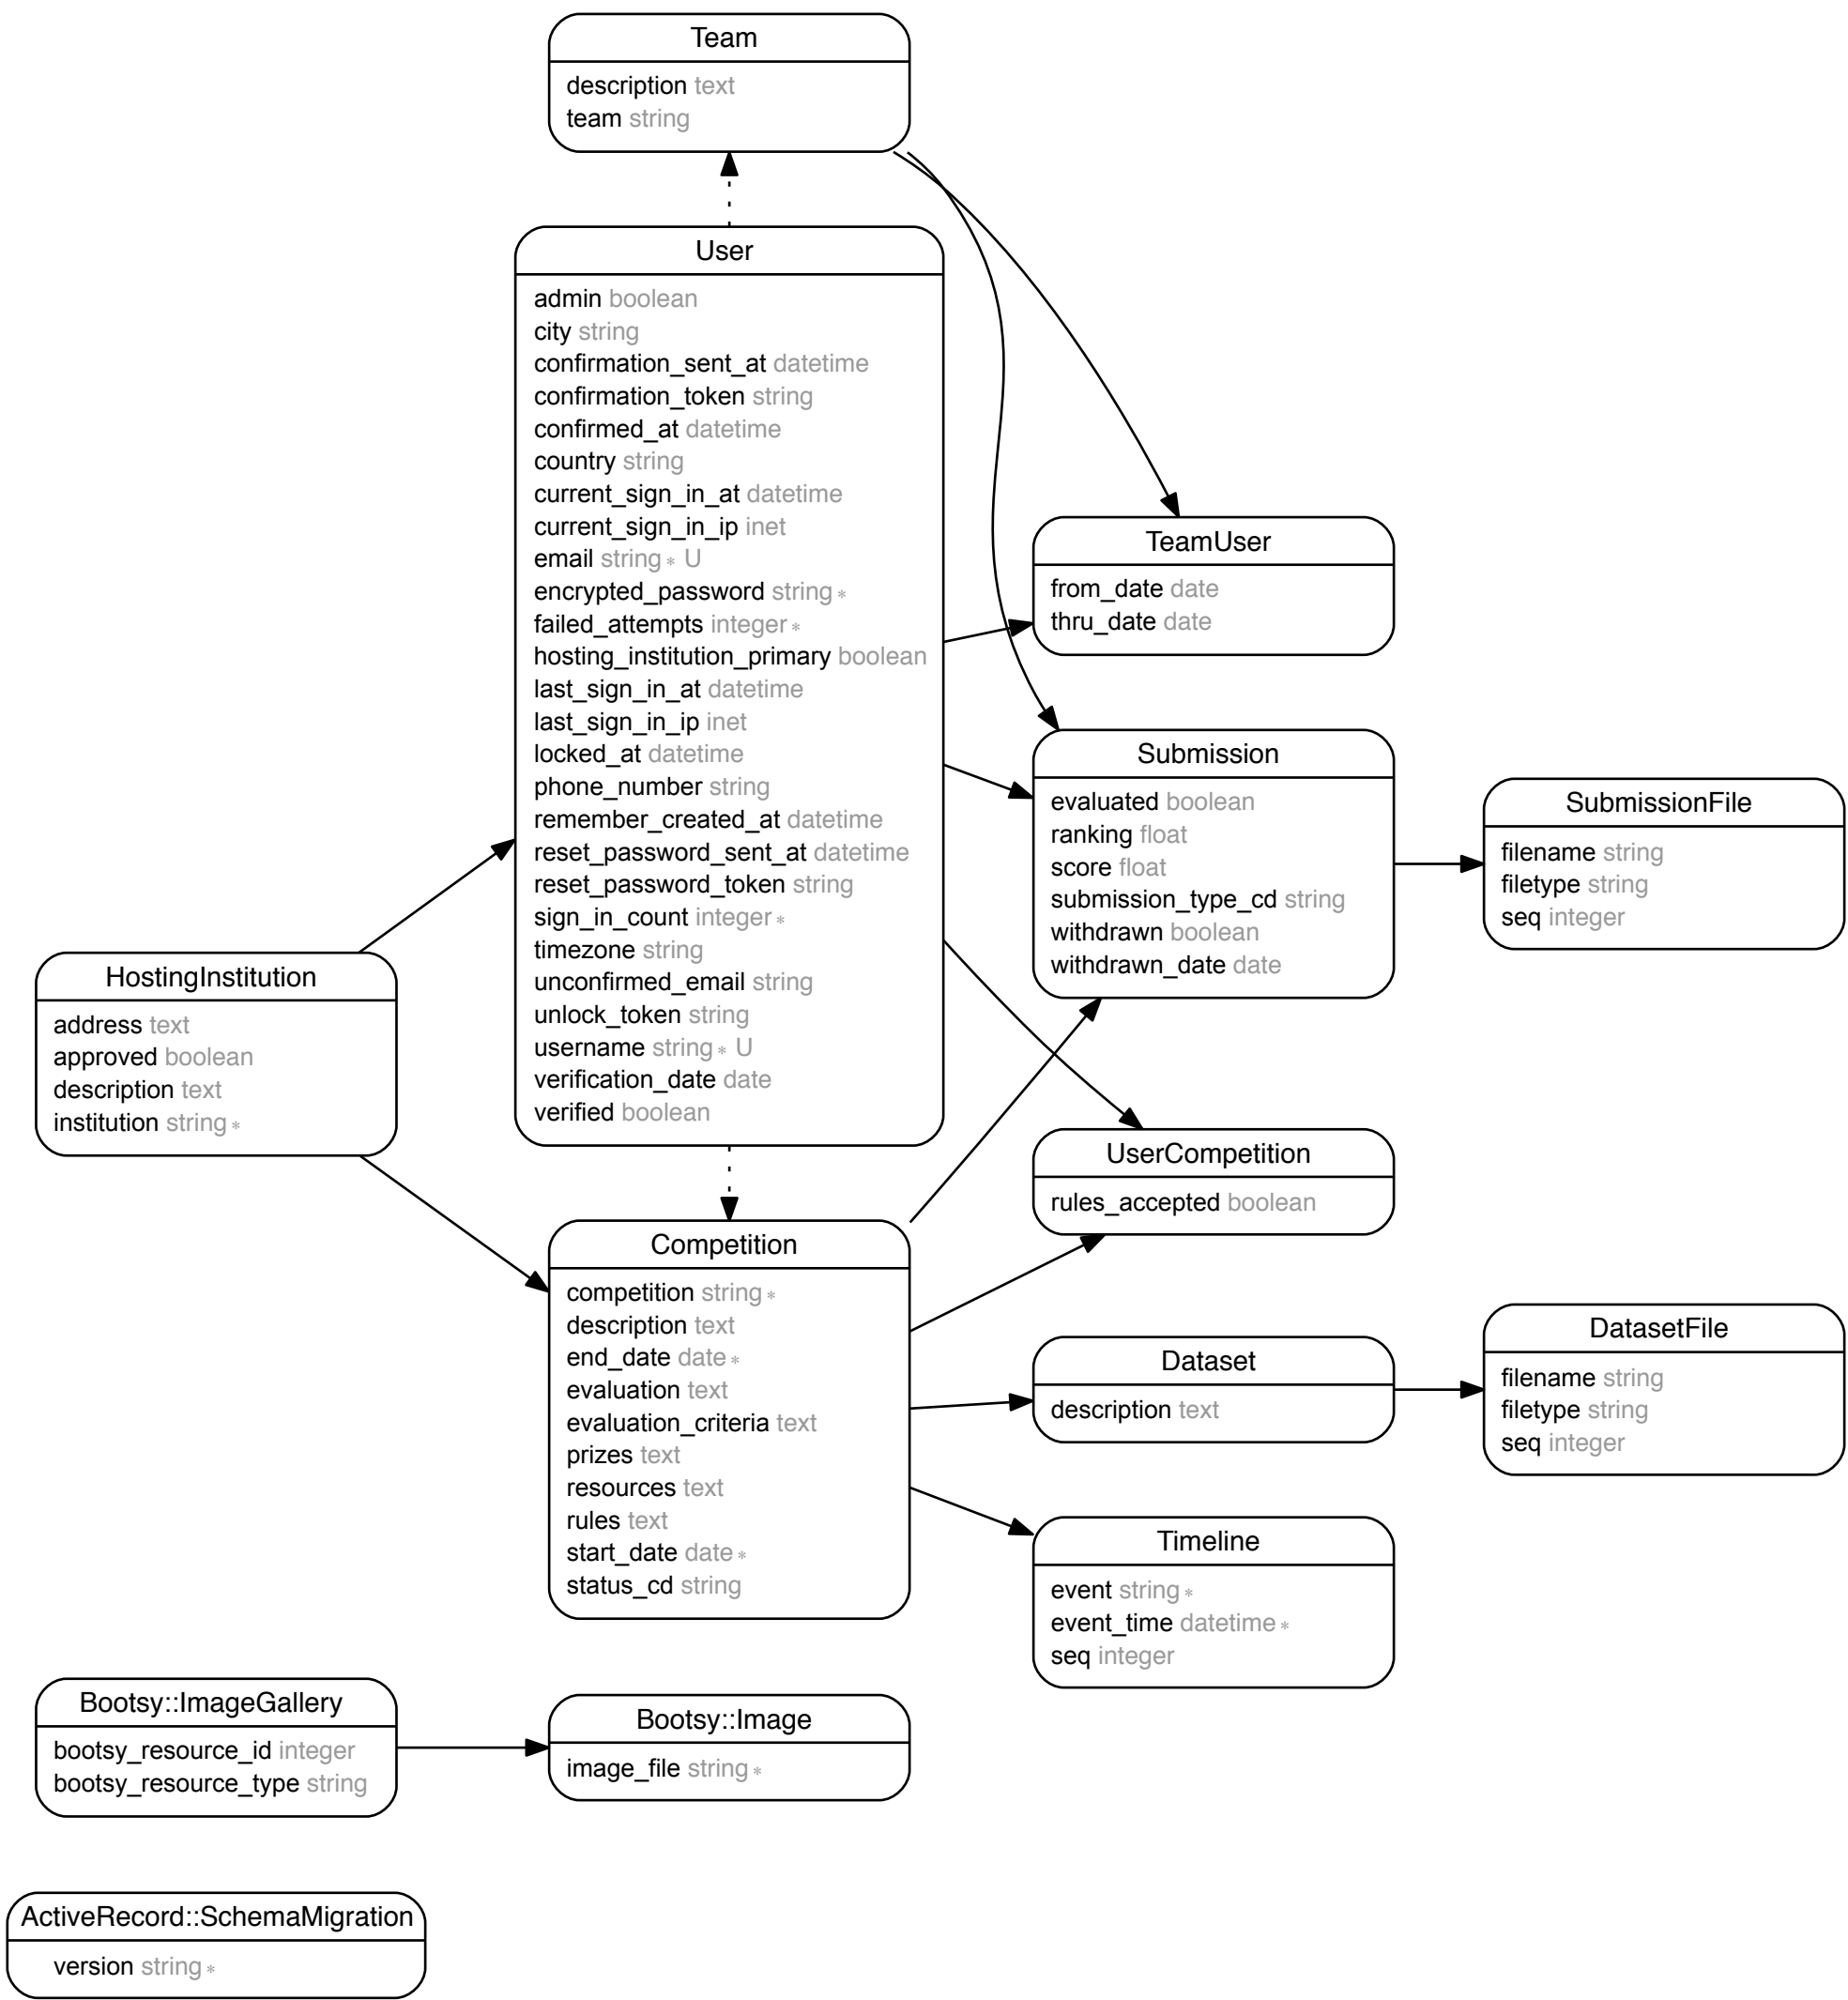 Team
description text
team string
User
admin boolean
city string
confirmation_sent_at datetime
confirmation_token string
confirmed_at datetime
country string
current_sign_in_at datetime
current_sign_in_ip inet
email string∗ U
encrypted_password string∗
failed_attempts integer∗
hosting_institution_primary boolean
last_sign_in_at datetime
last_sign_in_ip inet
locked_at datetime
phone_number string
remember_created_at datetime
reset_password_sent_at datetime
reset_password_token string
sign_in_count integer∗
timezone string
unconfirmed_email string
unlock_token string
username string∗ U
verification_date date
verified boolean
TeamUser
from_date date
thru_date date
Submission
evaluated boolean
ranking float
score float
submission_type_cd string
withdrawn boolean
withdrawn_date date
SubmissionFile
filename string
filetype string
seq integer
HostingInstitution
address text
approved boolean
description text
institution string∗
UserCompetition
rules_accepted boolean
Competition
competition string∗
description text
end_date date∗
evaluation text
evaluation_criteria text
prizes text
resources text
rules text
start_date date∗
status_cd string
Dataset
description text
DatasetFile
filename string
filetype string
seq integer
Timeline
event string∗
event_time datetime∗
seq integer
Bootsy::ImageGallery
bootsy_resource_id integer
bootsy_resource_type string
Bootsy::Image
image_file string∗
ActiveRecord::SchemaMigration
version string∗